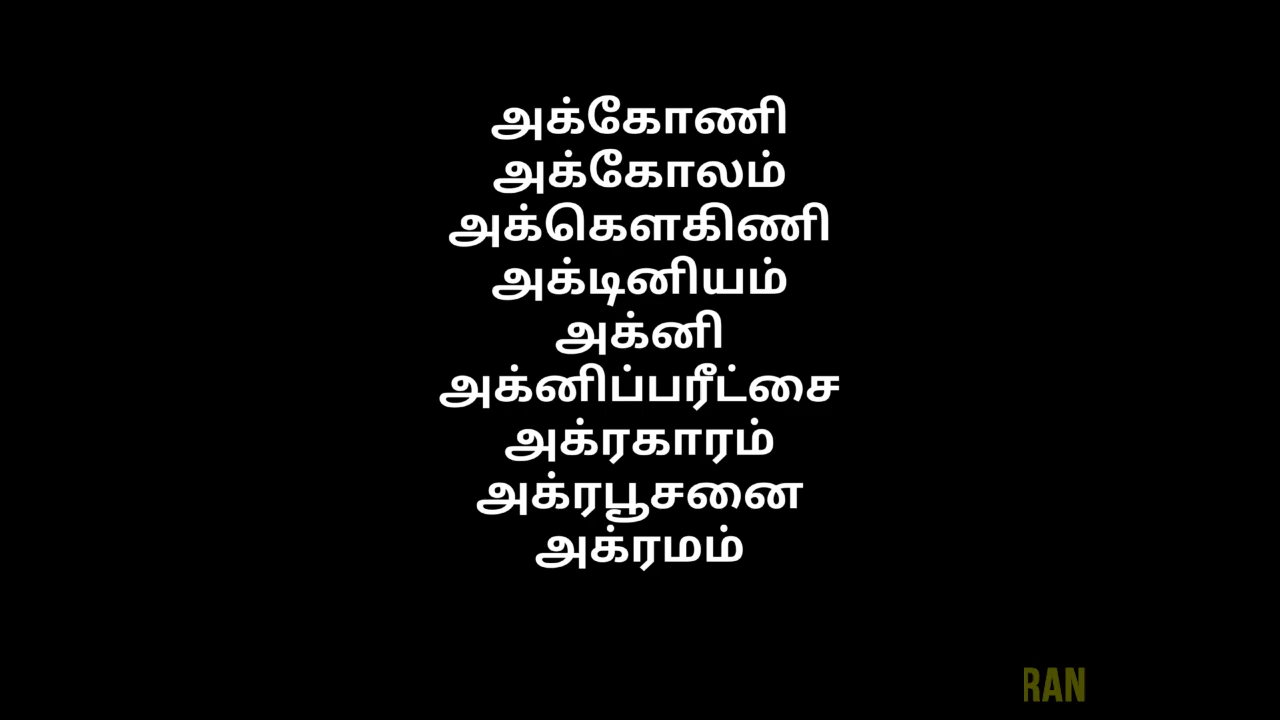 அக்கோணி
அக்கோலம்
அக்கௌகிணி
அக்டினியம்
அக்னி
அக்னிப்பரீட்சை
அக்ரகாரம்
அக்ரபூசனை
அக்ரமம்
RAN